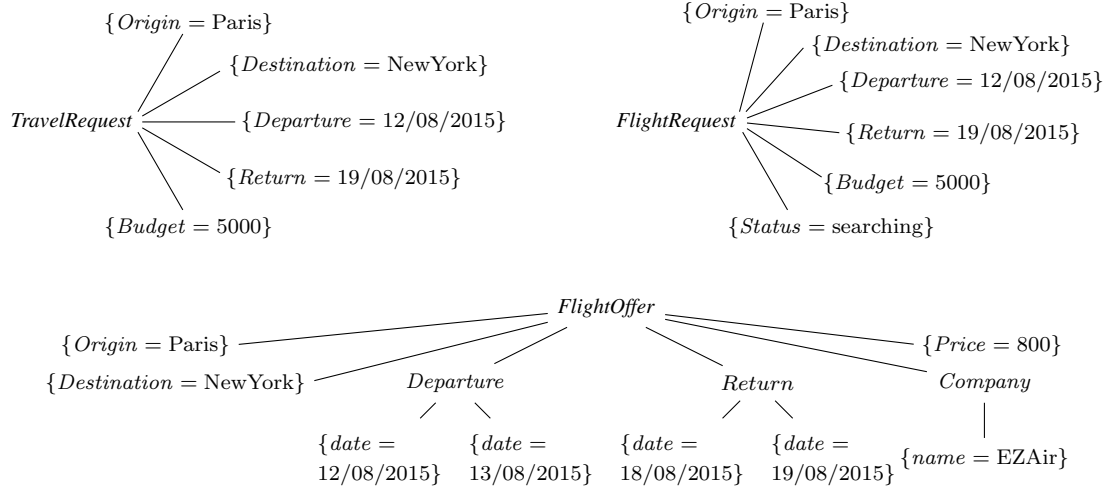 {Origin = Paris}
{Destination = NewYork}
TravelRequest
{Departure = 12/08/2015}
{Return = 19/08/2015}
{Budget = 5000}
{Origin = Paris}
{Destination = NewYork}
{Departure = 12/08/2015}
FlightRequest
{Return = 19/08/2015}
{Budget = 5000}
{Status = searching}
FlightOffer
{Origin = Paris}
{Price = 800}
{Destination = NewYork}
Departure
Return
Company
{date =
12/08/2015}
{date =
13/08/2015}
{date =
18/08/2015}
{date =
19/08/2015}
{name = EZAir}